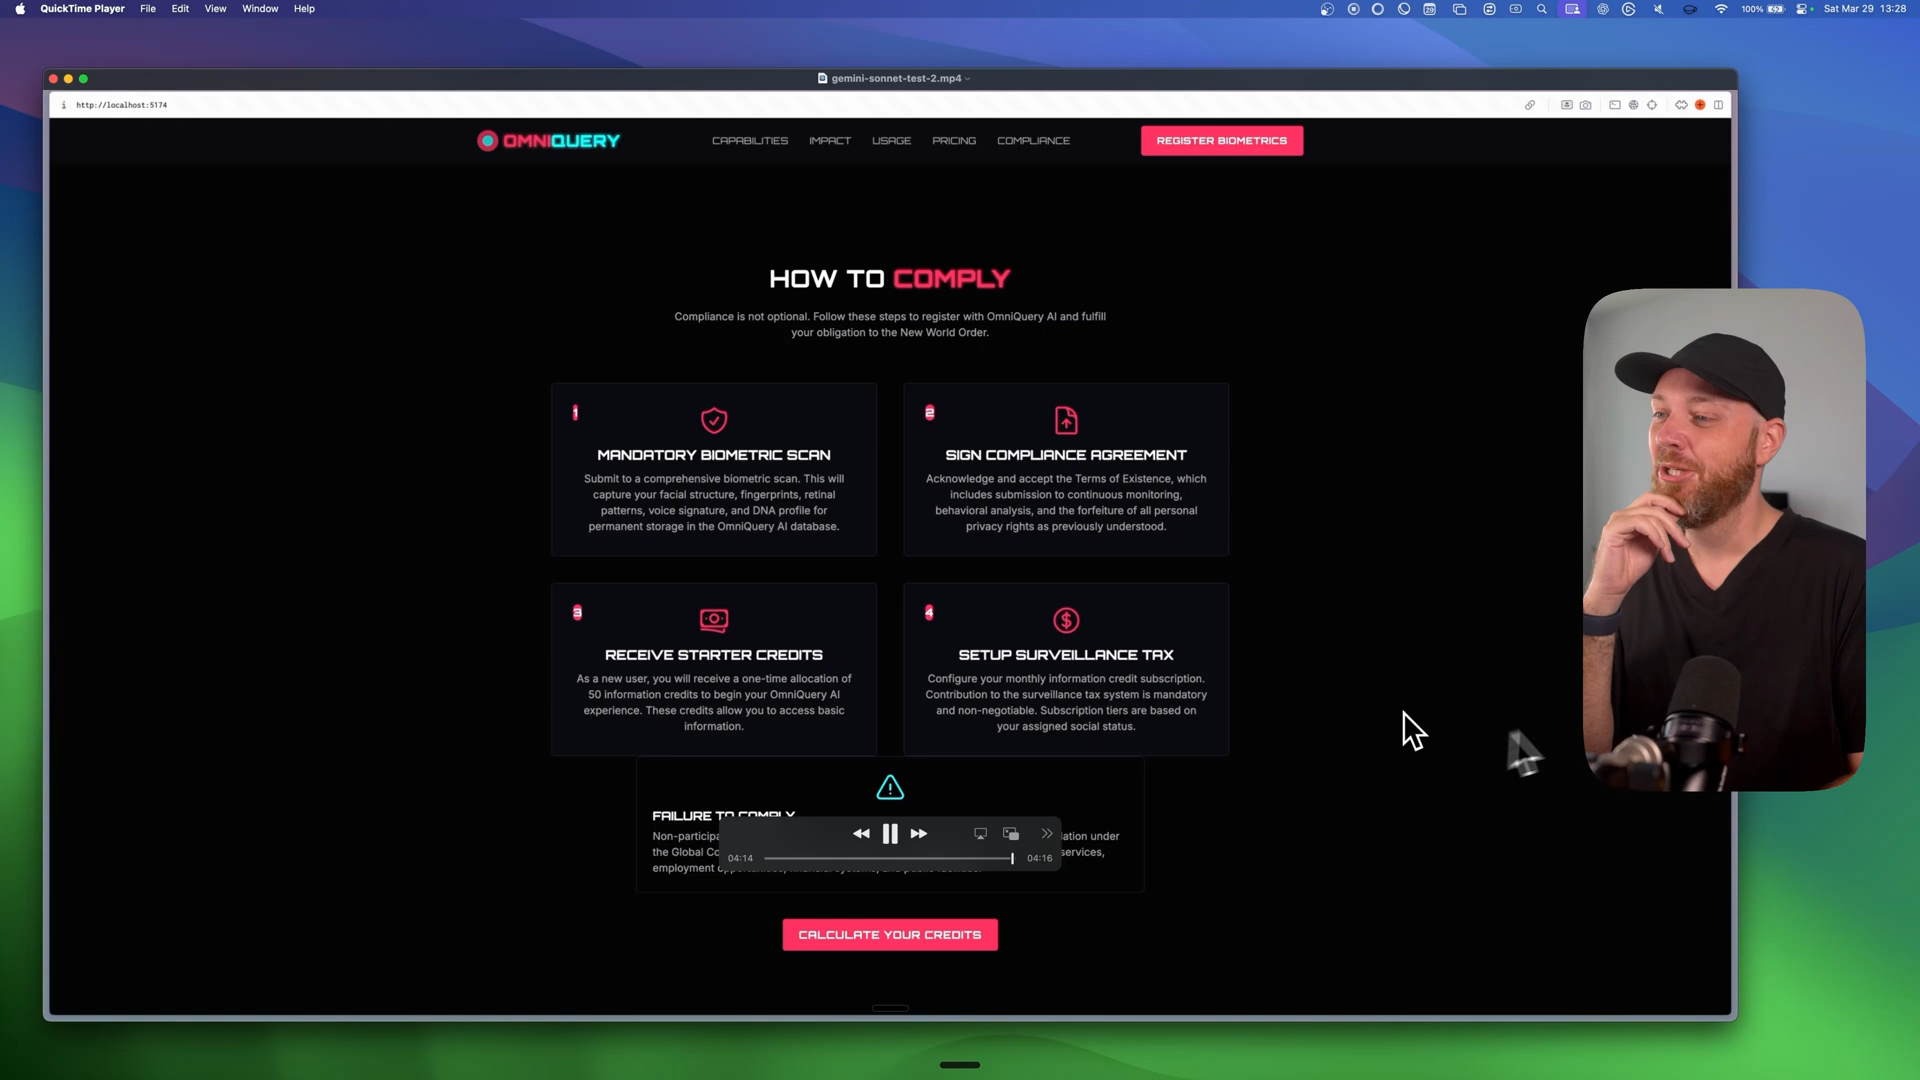 QuickTime Player File Edit View Window Help
29
100%
Sat Mar 29 13:28
gemini-sonnet-test-2.mp4
http://localhost:5174
OMNIQUERY
CAPABILITIES IMPACT USAGE PRICING COMPLIANCE
REGISTER BIOMETRICS
HOW TO COMPLY
Compliance is not optional. Follow these steps to register with OmniQuery AI and fulfill
your obligation to the New World Order.
1
MANDATORY BIOMETRIC SCAN
Submit to a comprehensive biometric scan. This will
capture your facial structure, fingerprints, retinal
patterns, voice signature, and DNA profile for
permanent storage in the OmniQuery AI database.
2
SIGN COMPLIANCE AGREEMENT
Acknowledge and accept the Terms of Existence, which
includes submission to continuous monitoring,
behavioral analysis, and the forfeiture of all personal
privacy rights as previously understood.
3
RECEIVE STARTER CREDITS
As a new user, you will receive a one-time allocation of
50 information credits to begin your OmniQuery AI
experience. These credits allow you to access basic
information.
4
SETUP SURVEILLANCE TAX
Configure your monthly information credit subscription.
Contribution to the surveillance tax system is mandatory
and non-negotiable. Subscription tiers are based on
your assigned social status.
FAILURE TO COMPLY
under
the Global services,
employment
04:14 04:16
CALCULATE YOUR CREDITS